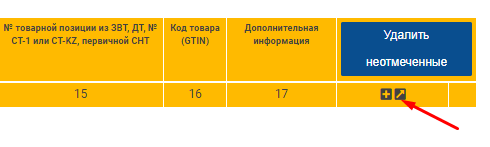 № товарной позиции из ЗВТ, ДТ, №
СТ-1 или СТ-KZ, первичной СНТ
Код товара
(GTIN)
Дополнительная
информация
Удалить
неотмеченные
15
16
17